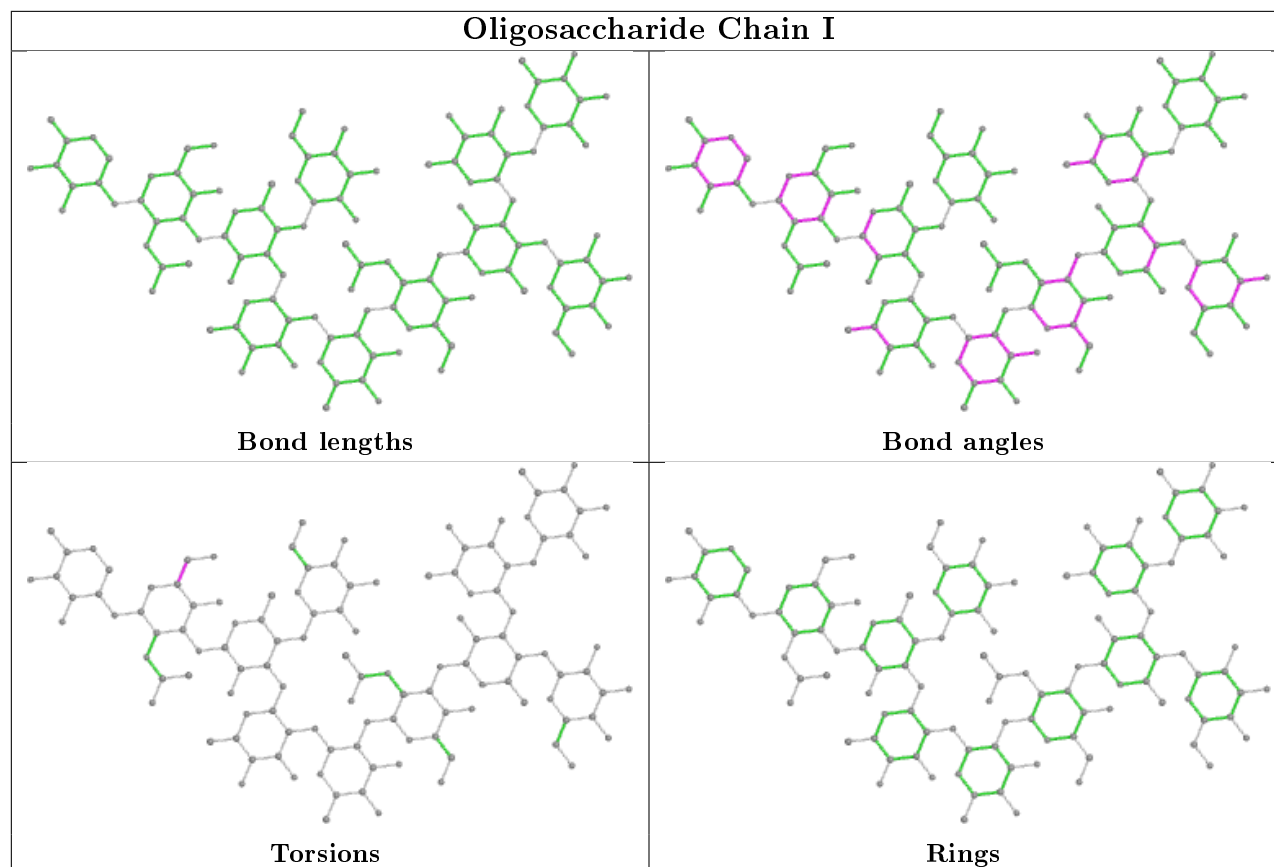 Oligosaccharide Chain I
Bond lengths
Bond angles
Torsions
Rings